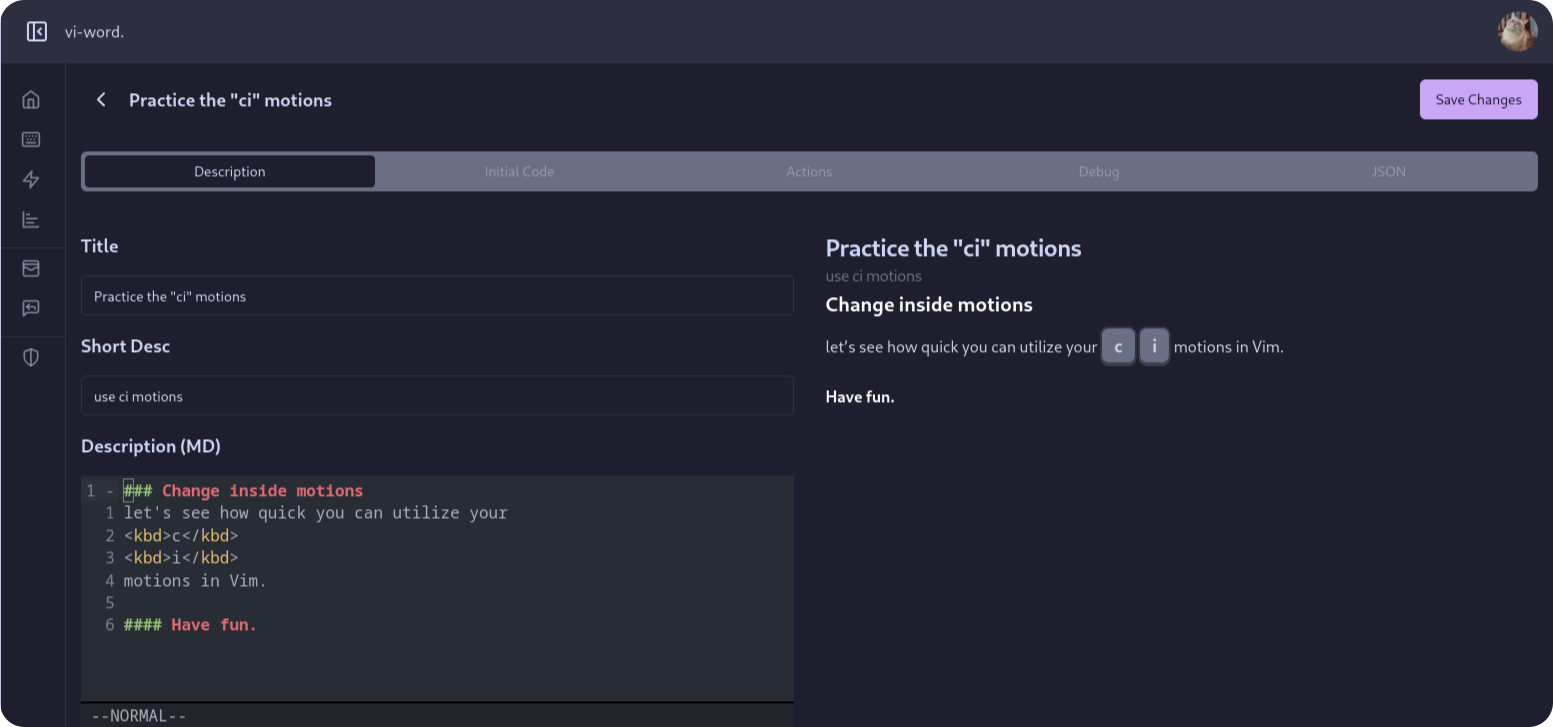 vi-word.
Practice the "ci" motions
Save Changes
Description
Initial Code
Actions
Debug
JSON
Title
Practice the "ci" motions
Short Desc
use ci motions
Description (MD)
1 - ### Change inside motions
1 let's see how quick you can utilize your
2 <kbd>c</kbd>
3 <kbd>i</kbd>
4 motions in Vim.
5
6 #### Have fun.
--NORMAL--
Practice the "ci" motions
use ci motions
Change inside motions
let’s see how quick you can utilize your c i motions in Vim.
Have fun.